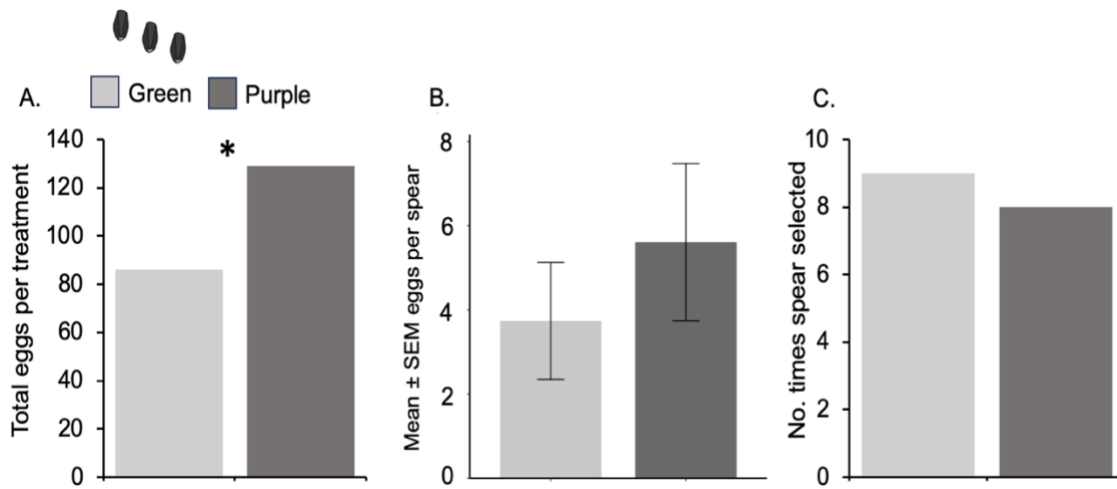 Green Purple
A.
Total eggs per treatment
140
120
100
80
60
40
20
0
*
B.
Mean ± SEM eggs per spear
8
6
4
2
0
C.
No. times spear selected
10
8
6
4
2
0